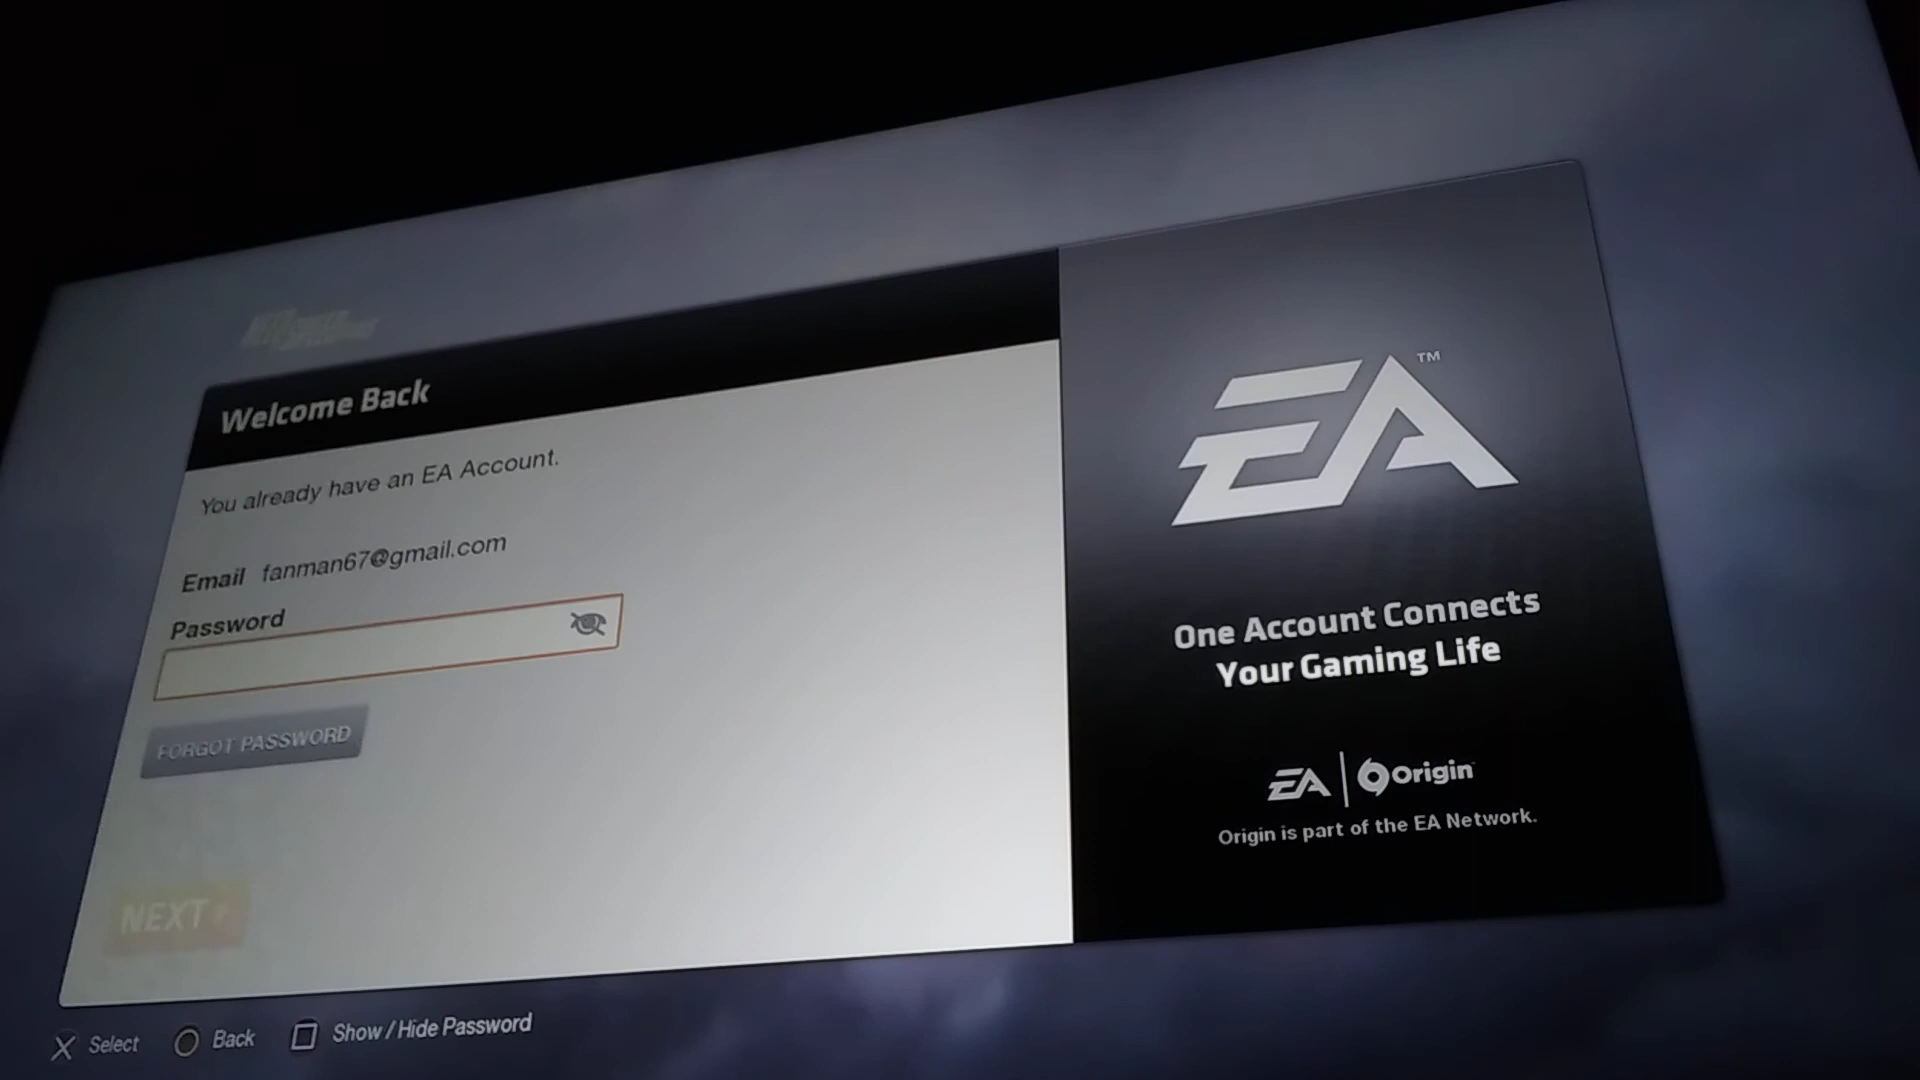 Welcome Back
You already have an EA Account.
Email fanman67@gmail.com
Password
FORGOT PASSWORD
NEXT
Select
Back
Show / Hide Password
EA™
One Account Connects
Your Gaming Life
EA | Origin
Origin is part of the EA Network.